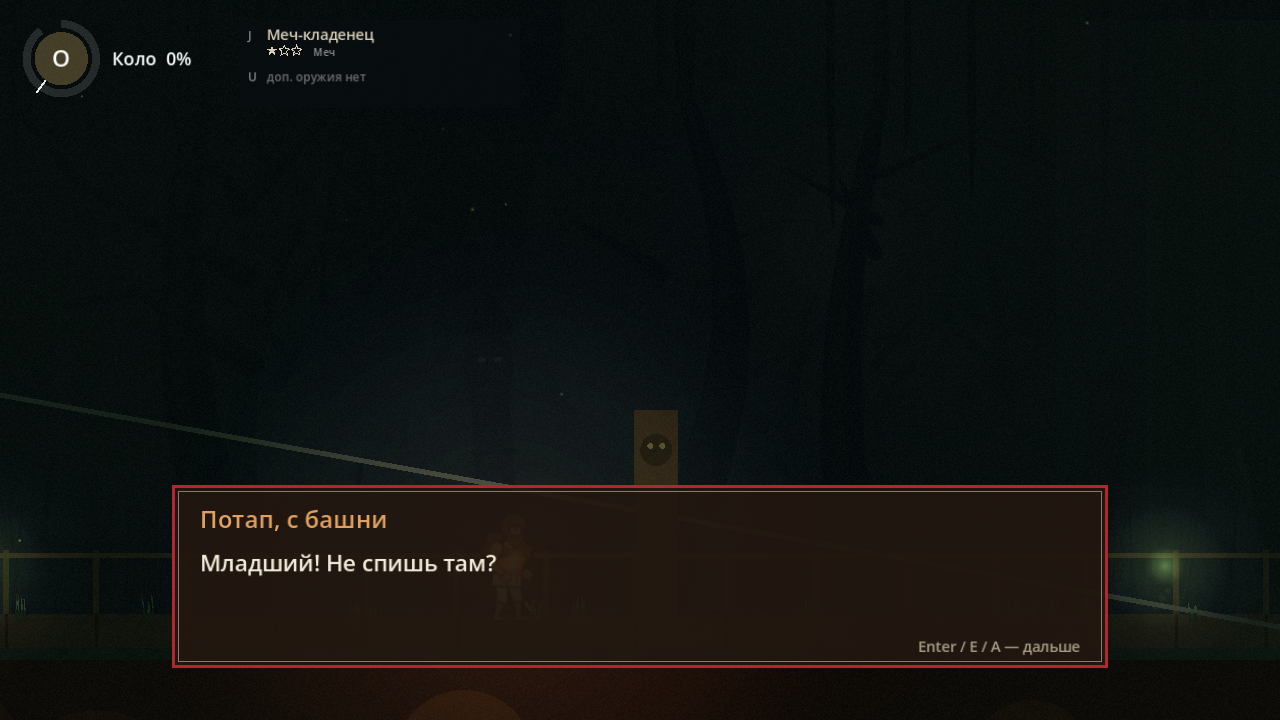 О
Коло 0%
J Меч-кладенец
★☆☆ Меч
U доп. оружия нет
Потап, с башни
Младший! Не спишь там?
Enter / E / A — дальше